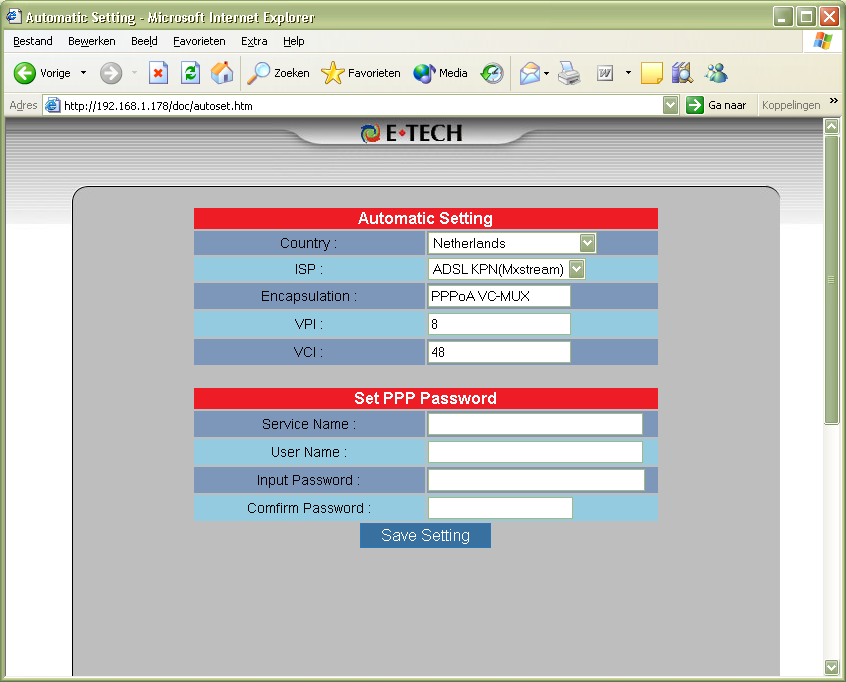 Automatic Setting - Microsoft Internet Explorer
Bestand Bewerken Beeld Favorieten Extra Help
Vorige Zoeken Favorieten Media W
Adres http://192.168.1.178/doc/autoset.htm Ga naar Koppelingen »
E·TECH
Automatic Setting
Country : Netherlands
ISP : ADSL KPN(Mxstream)
Encapsulation : PPPoA VC-MUX
VPI : 8
VCI : 48
Set PPP Password
Service Name :
User Name :
Input Password :
Comfirm Password :
Save Setting